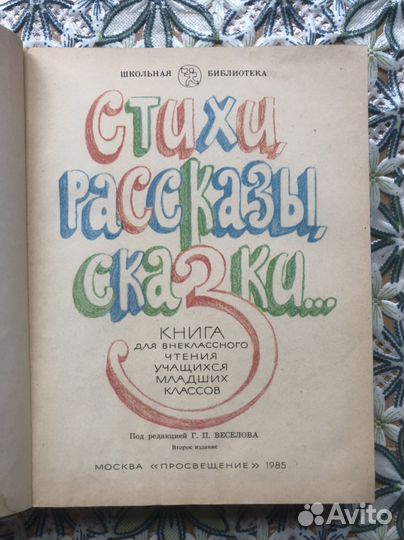 ШКОЛЬНАЯ БИБЛИОТЕКА
Стихи,
рассказы,
сказки...
КНИГА
ДЛЯ ВНЕКЛАССНОГО
ЧТЕНИЯ
УЧАЩИХСЯ
МЛАДШИХ
КЛАССОВ
Под редакцией Г. П. ВЕСЕЛОВА
Второе издание
МОСКВА «ПРОСВЕЩЕНИЕ» 1985
Avito